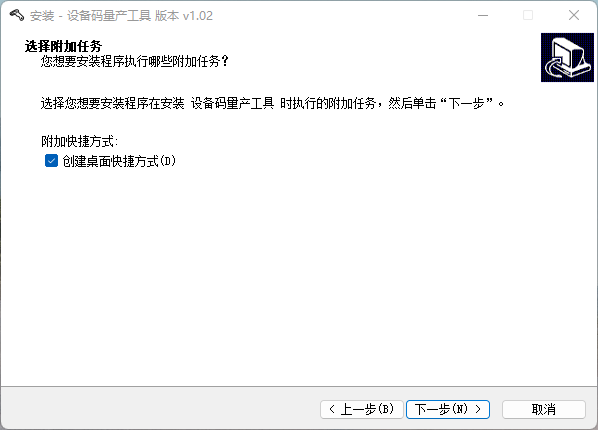 安装 - 设备码量产工具 版本 v1.02
选择附加任务
您想要安装程序执行哪些附加任务?
选择您想要安装程序在安装 设备码量产工具 时执行的附加任务，然后单击“下一步”。
附加快捷方式:
创建桌面快捷方式(D)
< 上一步(B)
下一步(N) >
取消